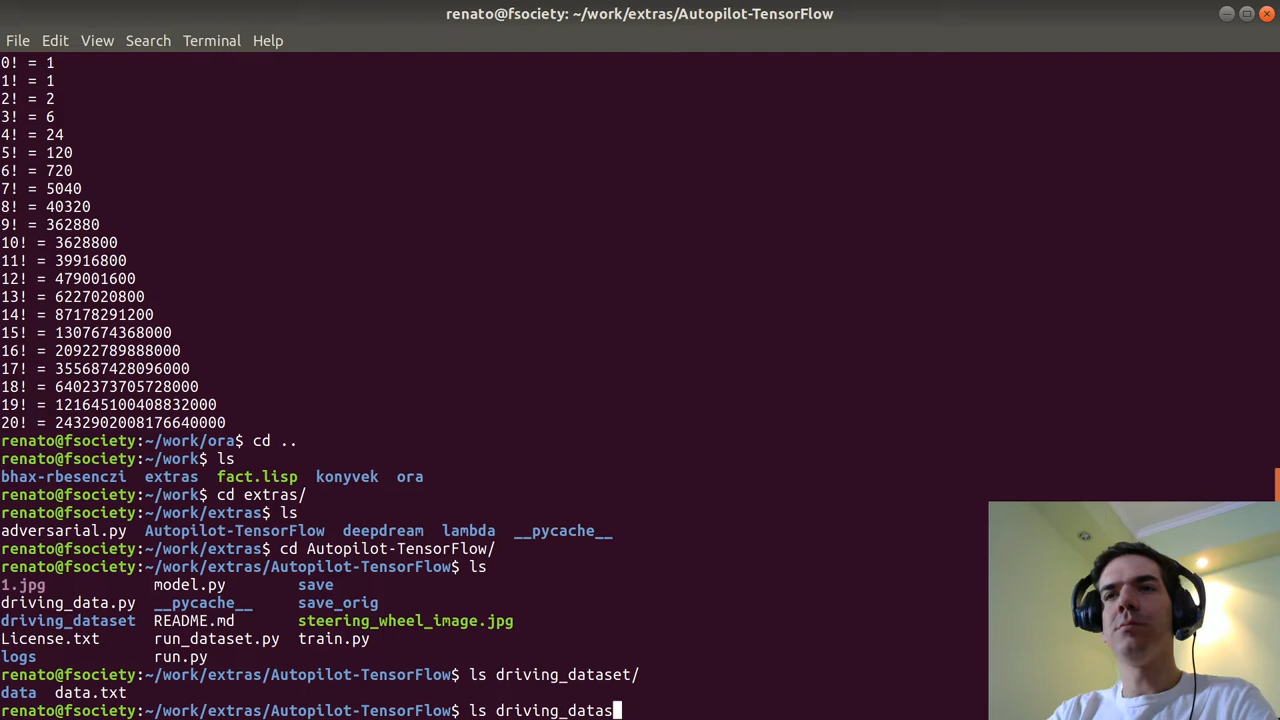 renato@fsociety: ~/work/extras/Autopilot-TensorFlow
File Edit View Search Terminal Help
0! = 1
1! = 1
2! = 2
3! = 6
4! = 24
5! = 120
6! = 720
7! = 5040
8! = 40320
9! = 362880
10! = 3628800
11! = 39916800
12! = 479001600
13! = 6227020800
14! = 87178291200
15! = 1307674368000
16! = 20922789888000
17! = 355687428096000
18! = 6402373705728000
19! = 121645100408832000
20! = 2432902008176640000
renato@fsociety:~/work/ora$ cd ..
renato@fsociety:~/work$ ls
bhax-rbesenczi extras fact.lisp konyvek ora
renato@fsociety:~/work$ cd extras/
renato@fsociety:~/work/extras$ ls
adversarial.py Autopilot-TensorFlow deepdream lambda __pycache__
renato@fsociety:~/work/extras$ cd Autopilot-TensorFlow/
renato@fsociety:~/work/extras/Autopilot-TensorFlow$ ls
1.jpg model.py save
driving_data.py __pycache__ save_orig
driving_dataset README.md steering_wheel_image.jpg
License.txt run_dataset.py train.py
logs run.py
renato@fsociety:~/work/extras/Autopilot-TensorFlow$ ls driving_dataset/
data data.txt
renato@fsociety:~/work/extras/Autopilot-TensorFlow$ ls driving_datas